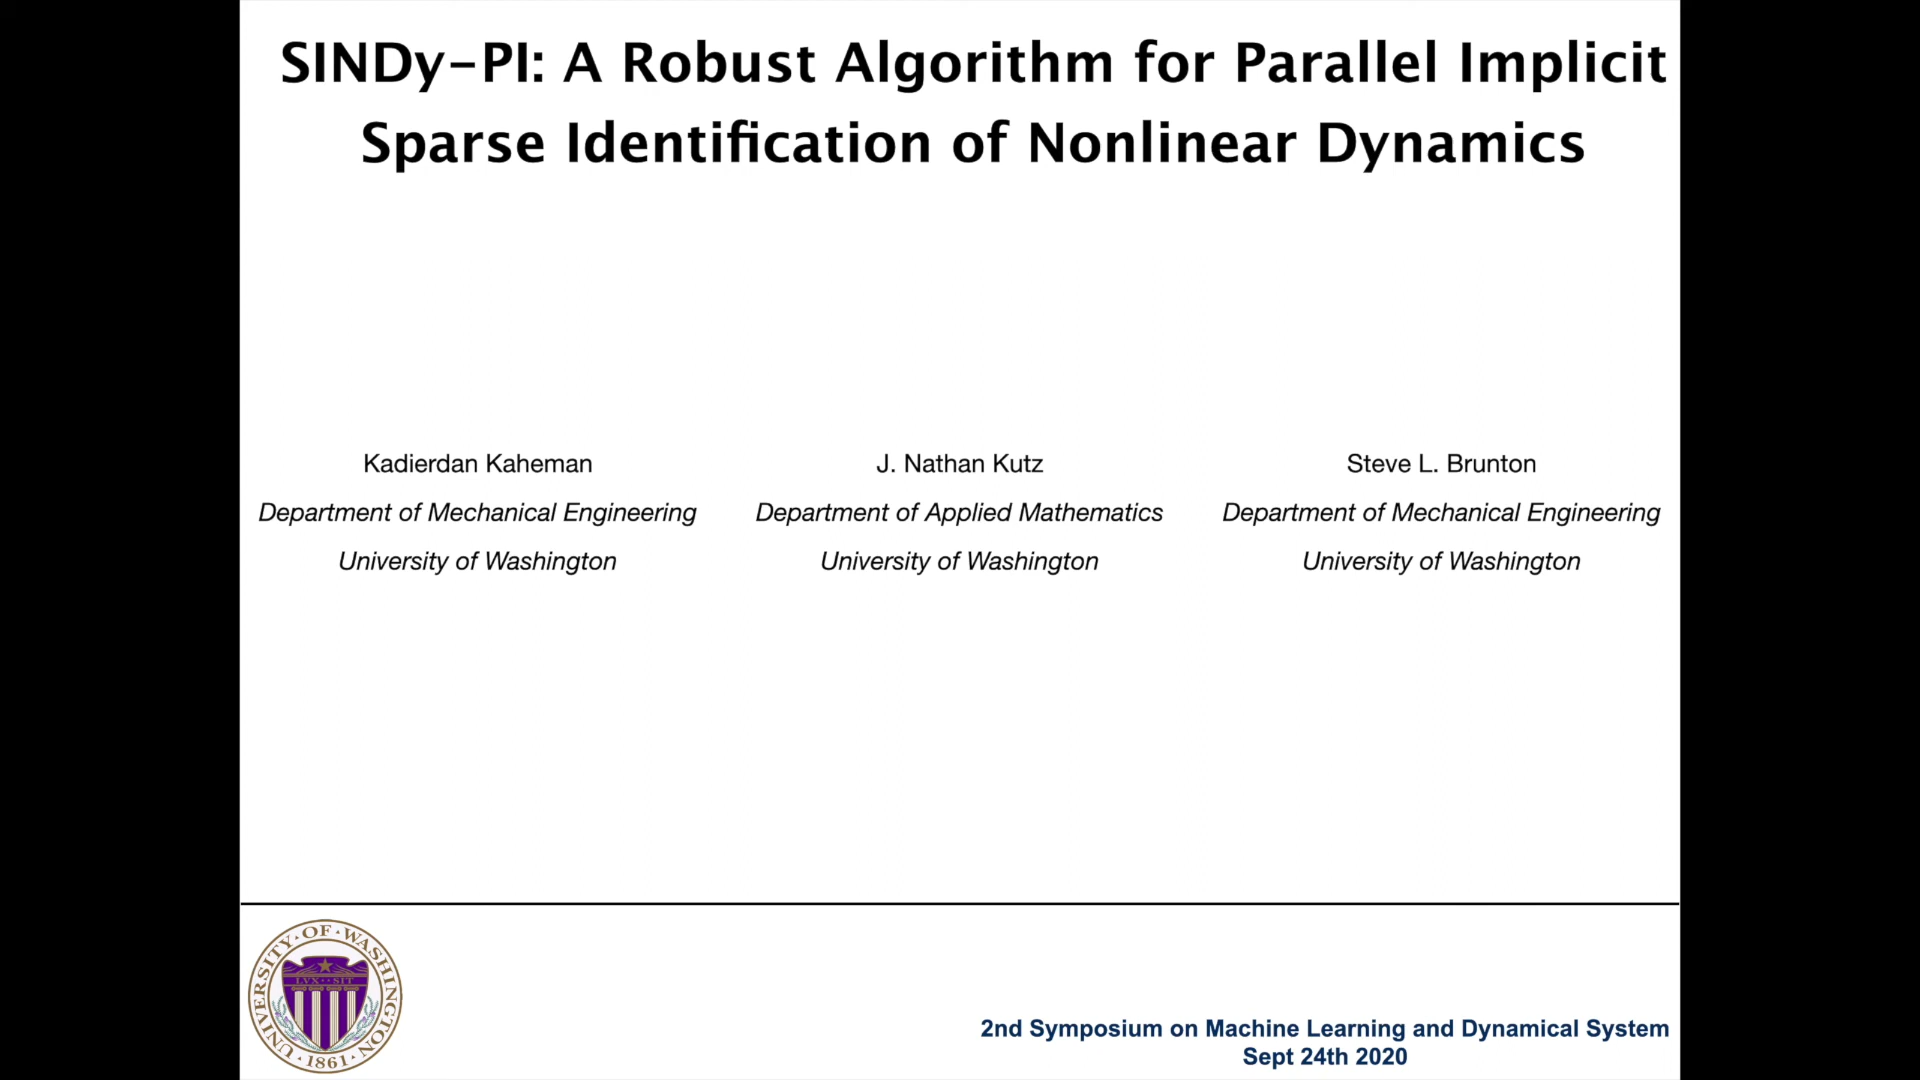 SINDy-PI: A Robust Algorithm for Parallel Implicit
Sparse Identification of Nonlinear Dynamics
Kadierdan Kaheman
Department of Mechanical Engineering
University of Washington
J. Nathan Kutz
Department of Applied Mathematics
University of Washington
Steve L. Brunton
Department of Mechanical Engineering
University of Washington
UNIVERSITY·OF·WASHINGTON
LVX··SIT
·1861·
2nd Symposium on Machine Learning and Dynamical System
Sept 24th 2020